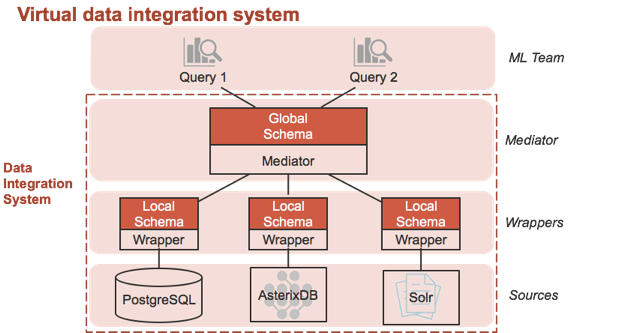 Virtual data integration system
Query 1
Query 2
ML Team
Global
Schema
Mediator
Mediator
Data
Integration
System
Local
Schema
Wrapper
Local
Schema
Wrapper
Local
Schema
Wrapper
Wrappers
PostgreSQL
AsterixDB
Solr
Sources